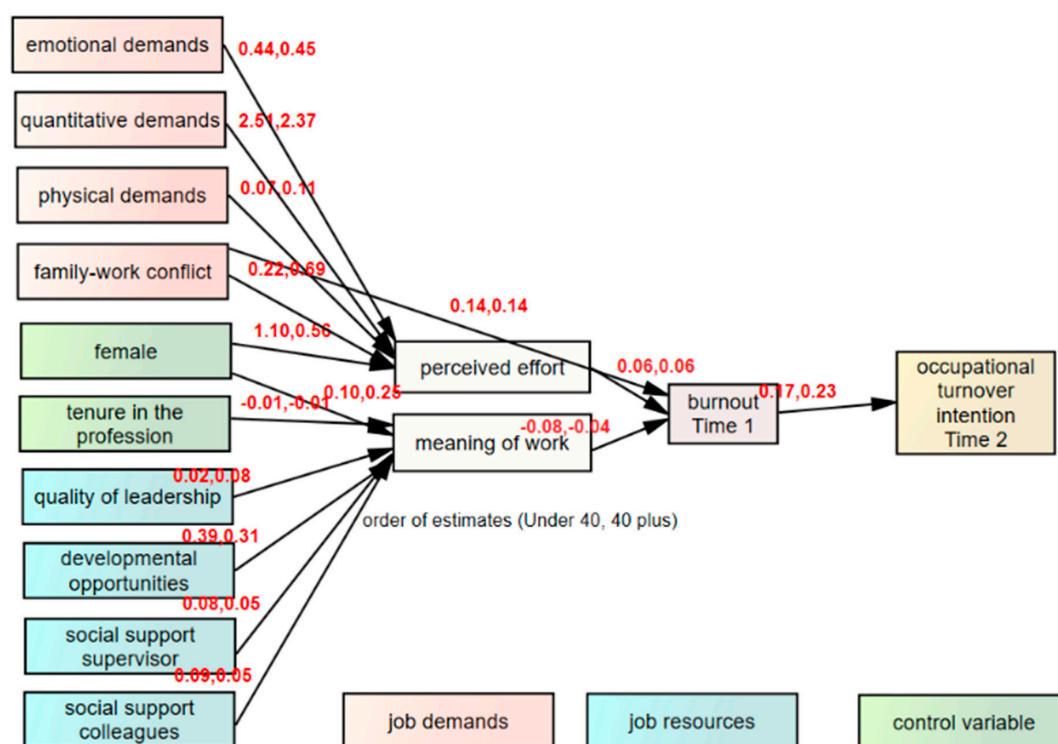 emotional demands
0.44,0.45
quantitative demands
2.51,2.37
physical demands
0.07,0.11
family-work conflict
0.22,0.69
0.14,0.14
female
1.10,0.56
perceived effort
0.06,0.06
occupational
turnover
intention
Time 2
0.10,0.25
burnout
Time 1
0.17,0.23
tenure in the
profession
-0.01,-0.01
meaning of work
-0.08,-0.04
quality of leadership
0.02,0.08
order of estimates (Under 40, 40 plus)
0.39,0.31
developmental
opportunities
0.08,0.05
social support
supervisor
0.09,0.05
social support
colleagues
job demands
job resources
control variable